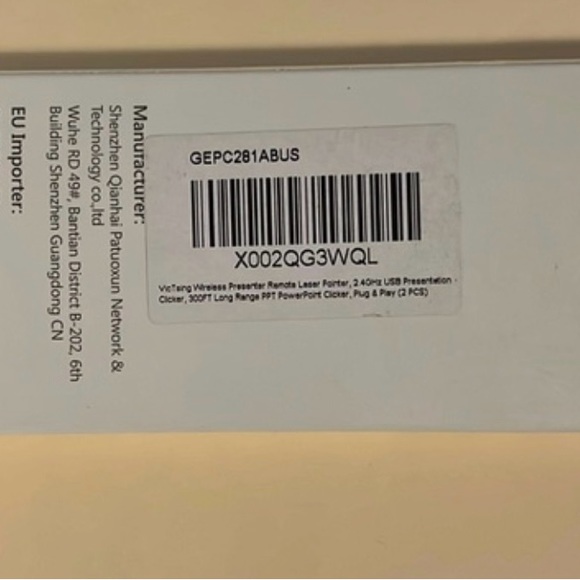 GEPC281ABUS
X002QG3WQL
VicTsing Wireless Presenter Remote Laser Pointer, 2.4GHz USB Presentation
Clicker, 300FT Long Range PPT PowerPoint Clicker, Plug & Play (2 PCS)
Manufacturer:
Shenzhen Qianhai Patuoxun Network &
Technology co.,ltd
Wuhe RD 49#, Bantian District B-202, 6th
Building Shenzhen Guangdong CN
EU Importer: